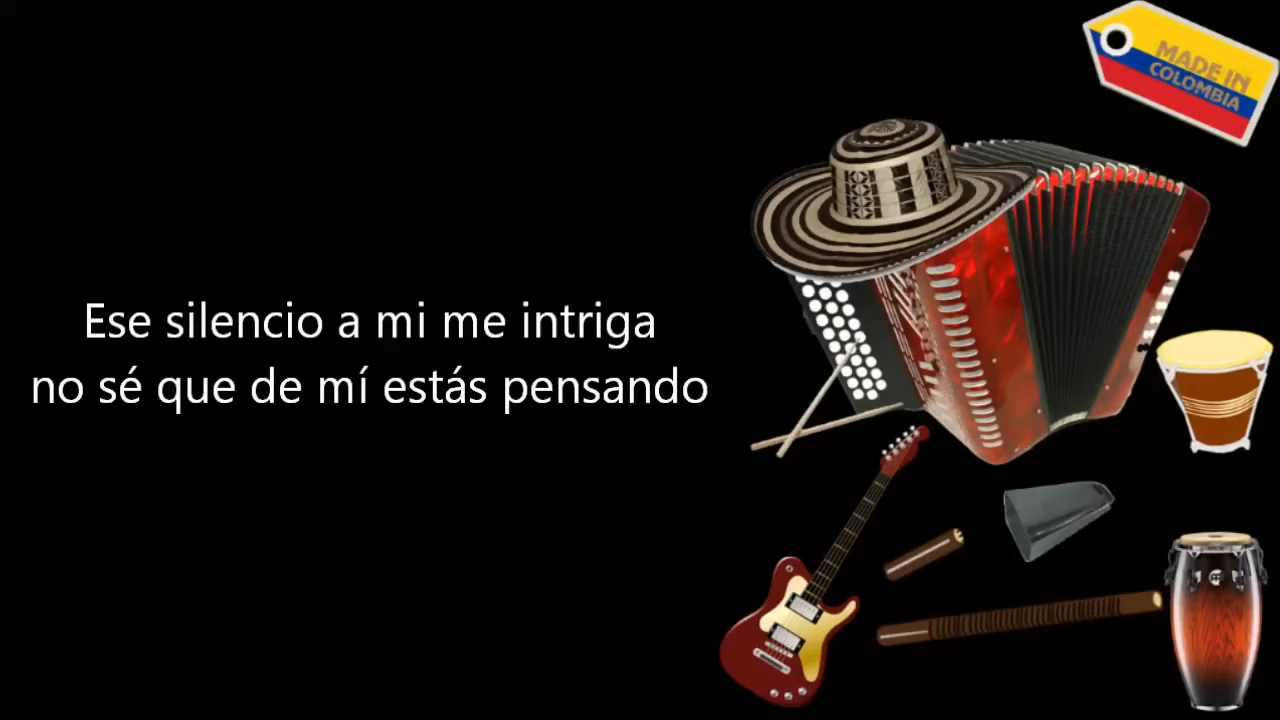 MADE IN
COLOMBIA
Ese silencio a mi me intriga
no sé que de mí estás pensando